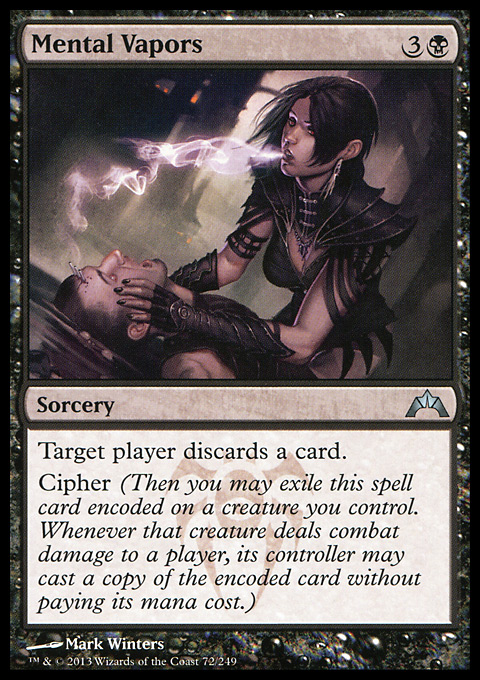 Mental Vapors 3
Sorcery
Target player discards a card.
Cipher (Then you may exile this spell
card encoded on a creature you control.
Whenever that creature deals combat
damage to a player, its controller may
cast a copy of the encoded card without
paying its mana cost.)
Mark Winters
™ & © 2013 Wizards of the Coast 72/249